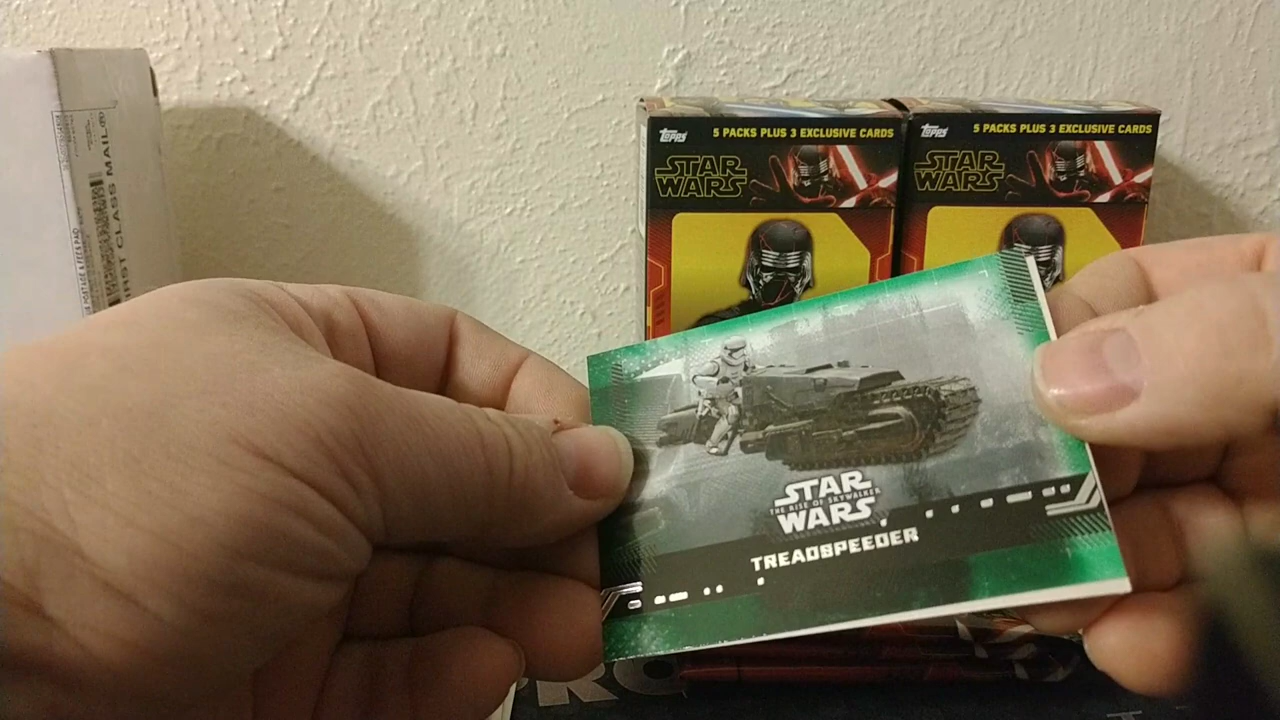 FIRST CLASS MAIL®
Topps
5 PACKS PLUS 3 EXCLUSIVE CARDS
STAR
WARS
Topps
5 PACKS PLUS 3 EXCLUSIVE CARDS
STAR
WARS
STAR
THE RISE OF SKYWALKER
WARS
TREADSPEEDER